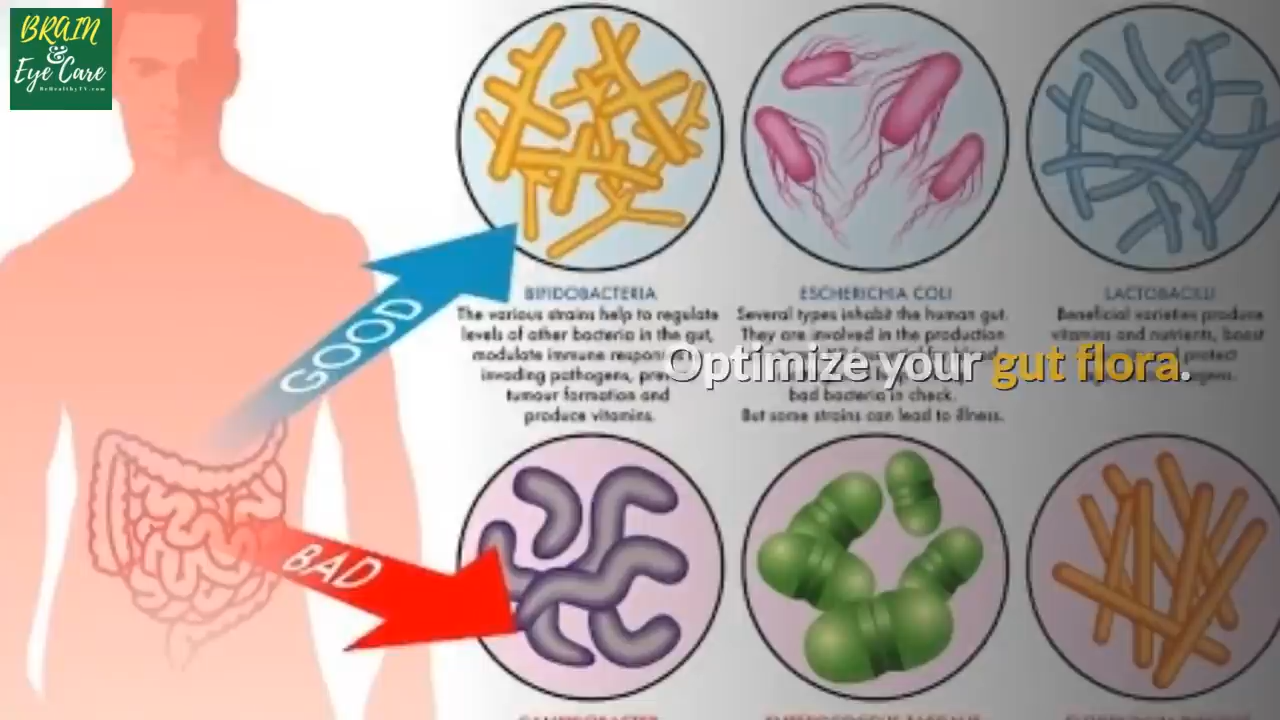 BRAIN
&
Eye Care
BeHealthyTV.com
GOOD
BAD
BIFIDOBACTERIA
The various strains help to regulate
levels of other bacteria in the gut,
modulate immune
invading pathogens,
tumour formation and
produce vitamins.
ESCHERICHIA COLI
Several types inhabit the human gut.
They are involved in the production
bad bacteria in check.
But some strains can lead to illness.
LACTOBACILLI
Beneficial varieties produce
vitamins and nutrients, boost
protect
Optimize your gut flora.